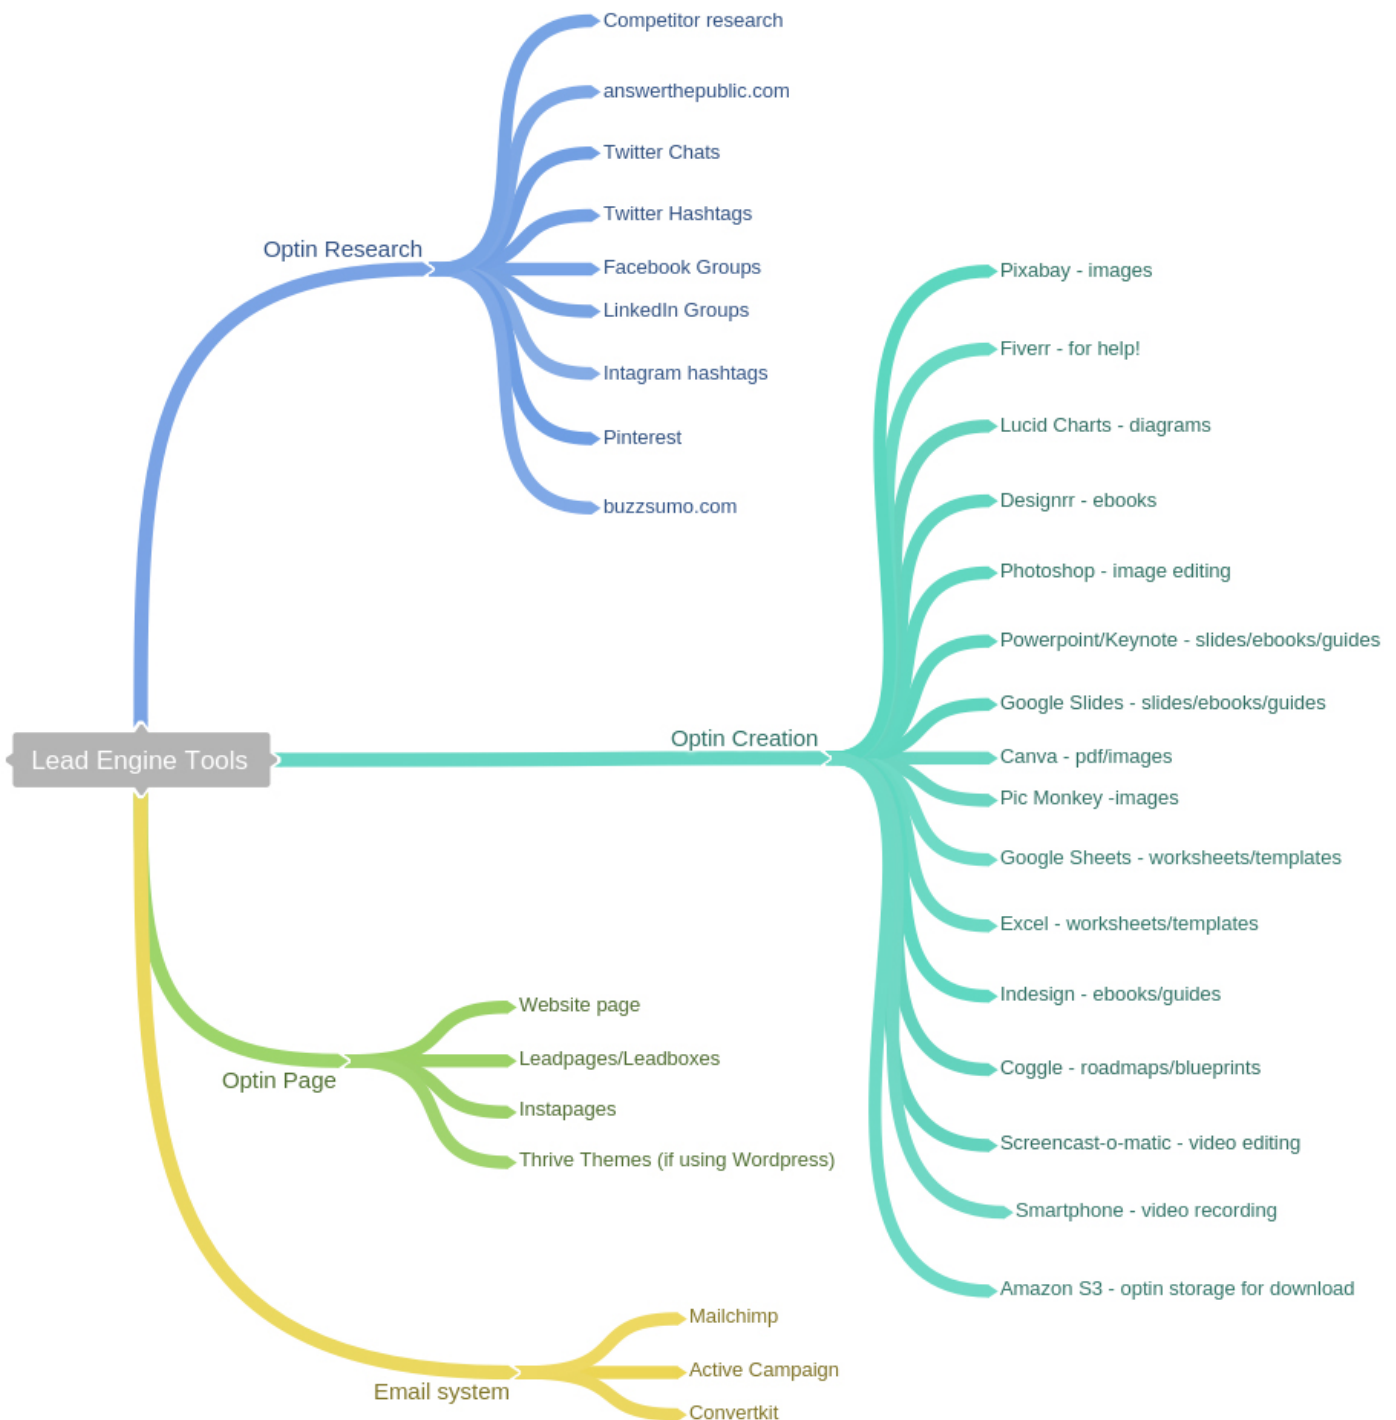 Lead Engine Tools
Optin Research
Competitor research
answerthepublic.com
Twitter Chats
Twitter Hashtags
Facebook Groups
LinkedIn Groups
Intagram hashtags
Pinterest
buzzsumo.com
Optin Creation
Pixabay - images
Fiverr - for help!
Lucid Charts - diagrams
Designrr - ebooks
Photoshop - image editing
Powerpoint/Keynote - slides/ebooks/guides
Google Slides - slides/ebooks/guides
Canva - pdf/images
Pic Monkey -images
Google Sheets - worksheets/templates
Excel - worksheets/templates
Indesign - ebooks/guides
Coggle - roadmaps/blueprints
Screencast-o-matic - video editing
Smartphone - video recording
Amazon S3 - optin storage for download
Optin Page
Website page
Leadpages/Leadboxes
Instapages
Thrive Themes (if using Wordpress)
Email system
Mailchimp
Active Campaign
Convertkit